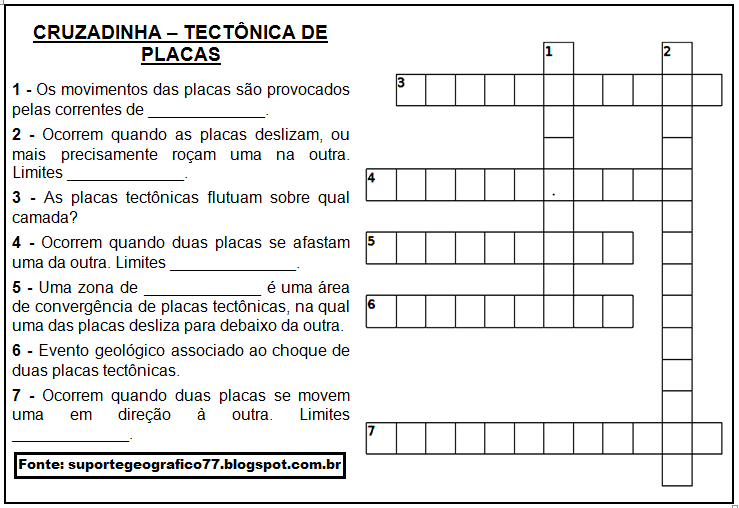 CRUZADINHA – TECTÔNICA DE
PLACAS
1 - Os movimentos das placas são provocados
pelas correntes de _____________.
2 - Ocorrem quando as placas deslizam, ou
mais precisamente roçam uma na outra.
Limites _____________.
3 - As placas tectônicas flutuam sobre qual
camada?
4 - Ocorrem quando duas placas se afastam
uma da outra. Limites ______________.
5 - Uma zona de _____________ é uma área
de convergência de placas tectônicas, na qual
uma das placas desliza para debaixo da outra.
6 - Evento geológico associado ao choque de
duas placas tectônicas.
7 - Ocorrem quando duas placas se movem
uma em direção à outra. Limites
_____________.
Fonte: suportegeografico77.blogspot.com.br
1
2
3
4
5
6
7